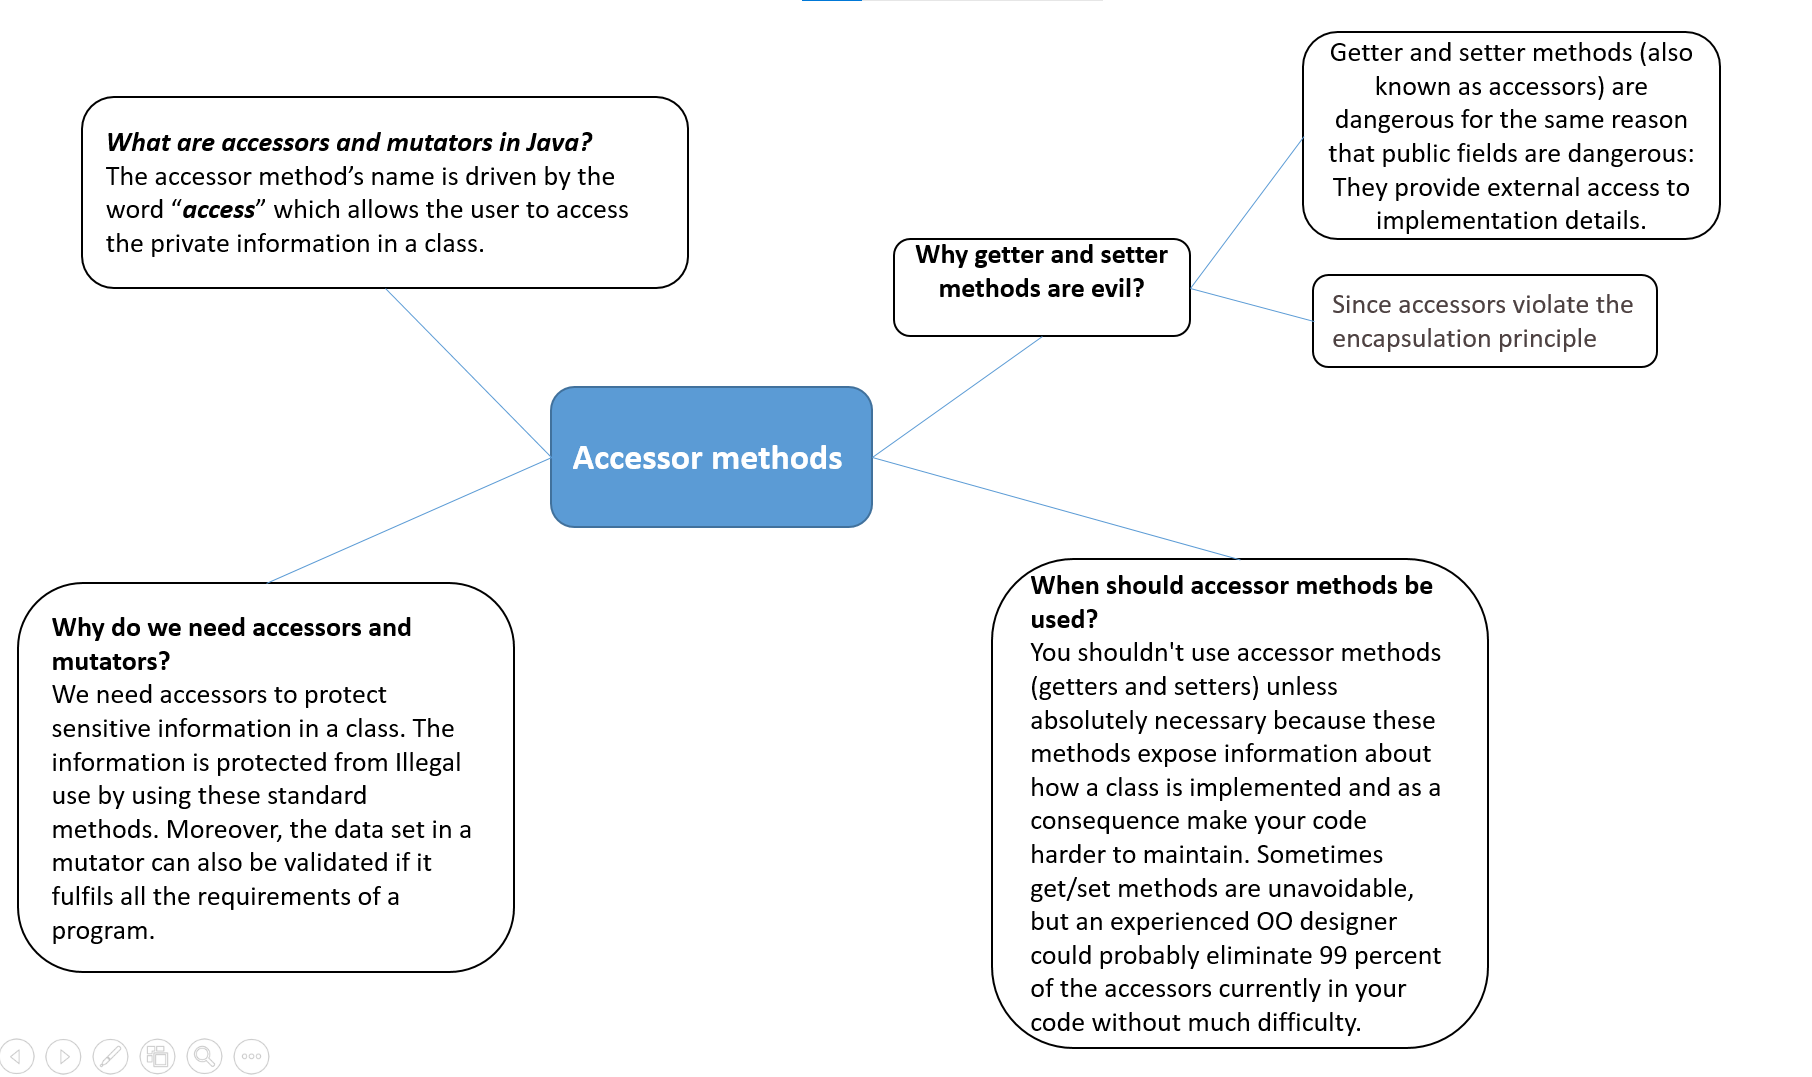 What are accessors and mutators in Java?
The accessor method’s name is driven by the
word “access” which allows the user to access
the private information in a class.
Why getter and setter
methods are evil?
Getter and setter methods (also
known as accessors) are
dangerous for the same reason
that public fields are dangerous:
They provide external access to
implementation details.
Since accessors violate the
encapsulation principle
Accessor methods
Why do we need accessors and
mutators?
We need accessors to protect
sensitive information in a class. The
information is protected from Illegal
use by using these standard
methods. Moreover, the data set in a
mutator can also be validated if it
fulfils all the requirements of a
program.
When should accessor methods be
used?
You shouldn't use accessor methods
(getters and setters) unless
absolutely necessary because these
methods expose information about
how a class is implemented and as a
consequence make your code
harder to maintain. Sometimes
get/set methods are unavoidable,
but an experienced OO designer
could probably eliminate 99 percent
of the accessors currently in your
code without much difficulty.